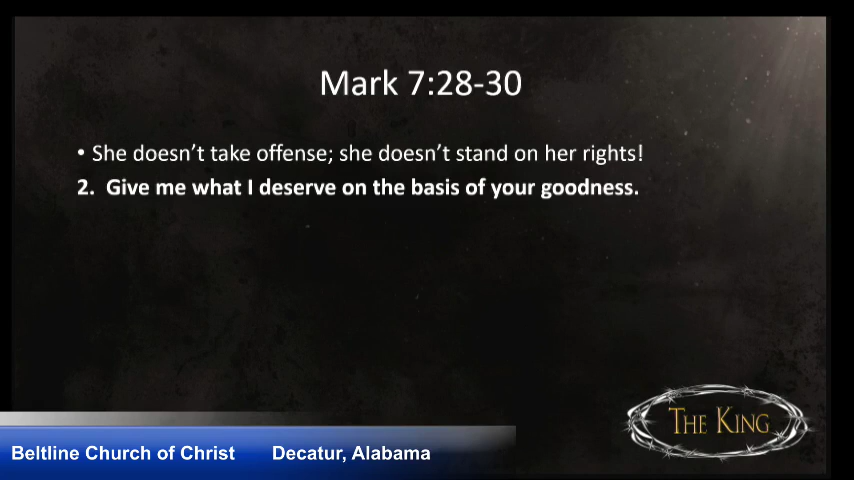 Mark 7:28-30
• She doesn't take offense; she doesn't stand on her rights!
2. Give me what I deserve on the basis of your goodness.
THE KING
Beltline Church of Christ Decatur, Alabama